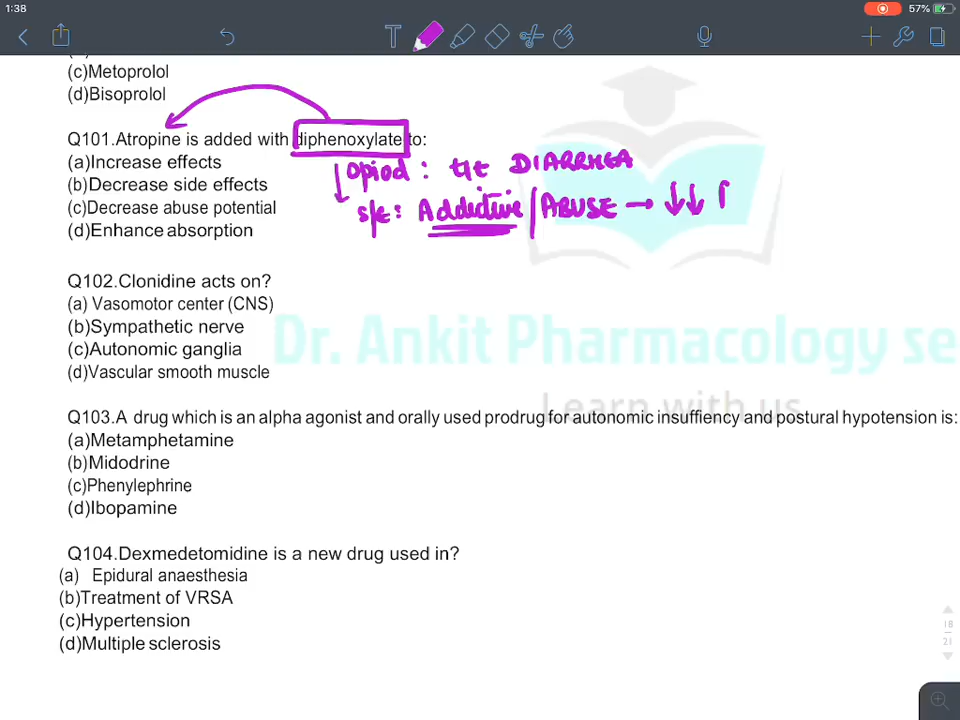 1:38
57%
T
(c)Metoprolol
(d)Bisoprolol
Q101.Atropine is added with diphenoxylate to:
(a)Increase effects
opiod : t/t DIARRHEA
(b)Decrease side effects
(c)Decrease abuse potential
s/E : Addictive / ABUSE → ↓↓
(d)Enhance absorption
Q102.Clonidine acts on?
(a) Vasomotor center (CNS)
(b)Sympathetic nerve
(c)Autonomic ganglia
(d)Vascular smooth muscle
Dr. Ankit Pharmacology se
Learn with us
Q103.A drug which is an alpha agonist and orally used prodrug for autonomic insuffiency and postural hypotension is:
(a)Metamphetamine
(b)Midodrine
(c)Phenylephrine
(d)Ibopamine
Q104.Dexmedetomidine is a new drug used in?
(a) Epidural anaesthesia
(b)Treatment of VRSA
(c)Hypertension
(d)Multiple sclerosis
18
21